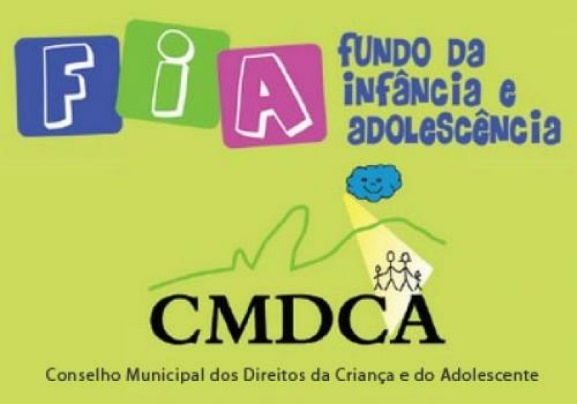 FiA
fUNDO Da
iNfÂNCia e
aDOLeSCÊNCia
CMDCA
Conselho Municipal dos Direitos da Criança e do Adolescente